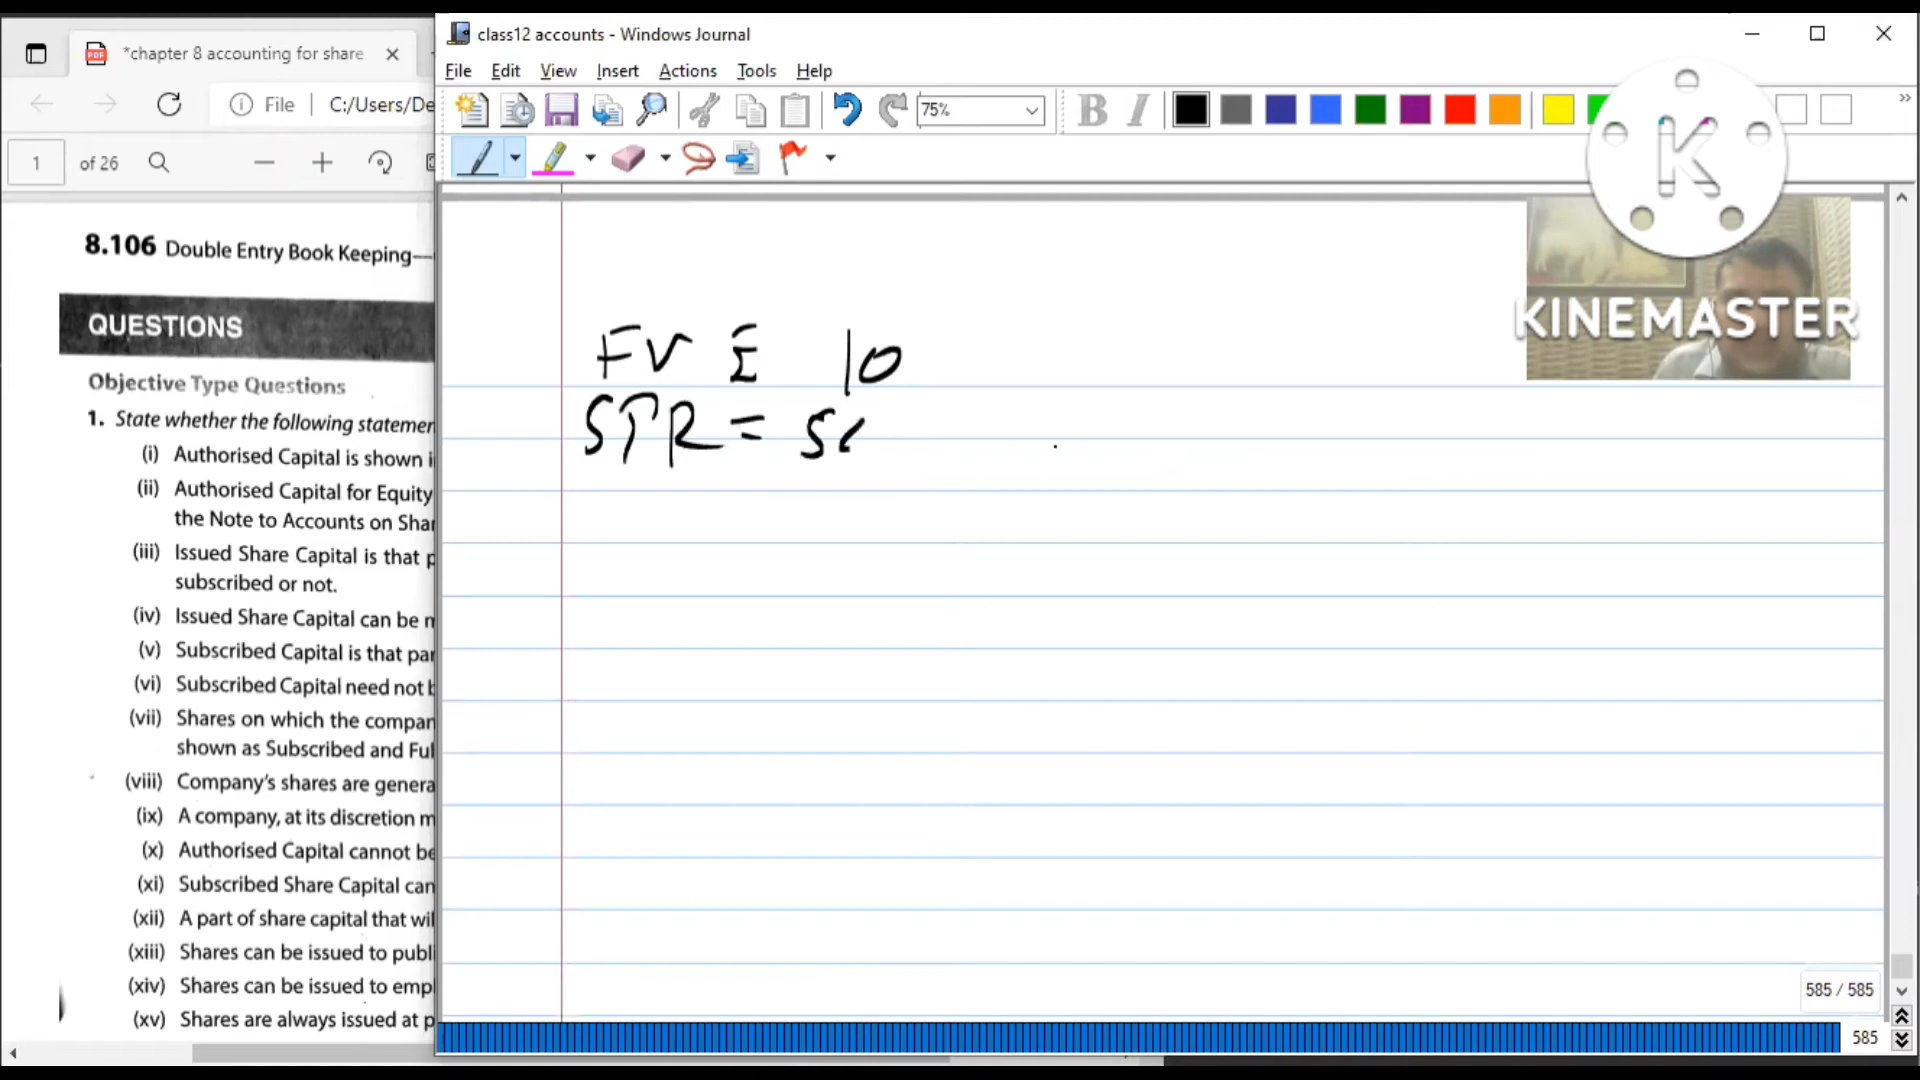 *chapter 8 accounting for share
File
C:/Users/De
1 of 26
8.106 Double Entry Book Keeping—
QUESTIONS
Objective Type Questions
1. State whether the following statemen
(i) Authorised Capital is shown i
(ii) Authorised Capital for Equity
the Note to Accounts on Shar
(iii) Issued Share Capital is that p
subscribed or not.
(iv) Issued Share Capital can be m
(v) Subscribed Capital is that par
(vi) Subscribed Capital need not b
(vii) Shares on which the compan
shown as Subscribed and Ful
(viii) Company's shares are genera
(ix) A company, at its discretion m
(x) Authorised Capital cannot be
(xi) Subscribed Share Capital can
(xii) A part of share capital that wil
(xiii) Shares can be issued to publi
(xiv) Shares can be issued to empl
(xv) Shares are always issued at p
class12 accounts - Windows Journal
File Edit View Insert Actions Tools Help
75%
B I
K
KINEMASTER
FV Σ 10
STR =
585 / 585
585